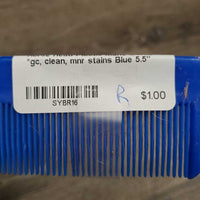 "gc, clean, mnr stains Blue 5.5"
SYBR16
R
$1.00